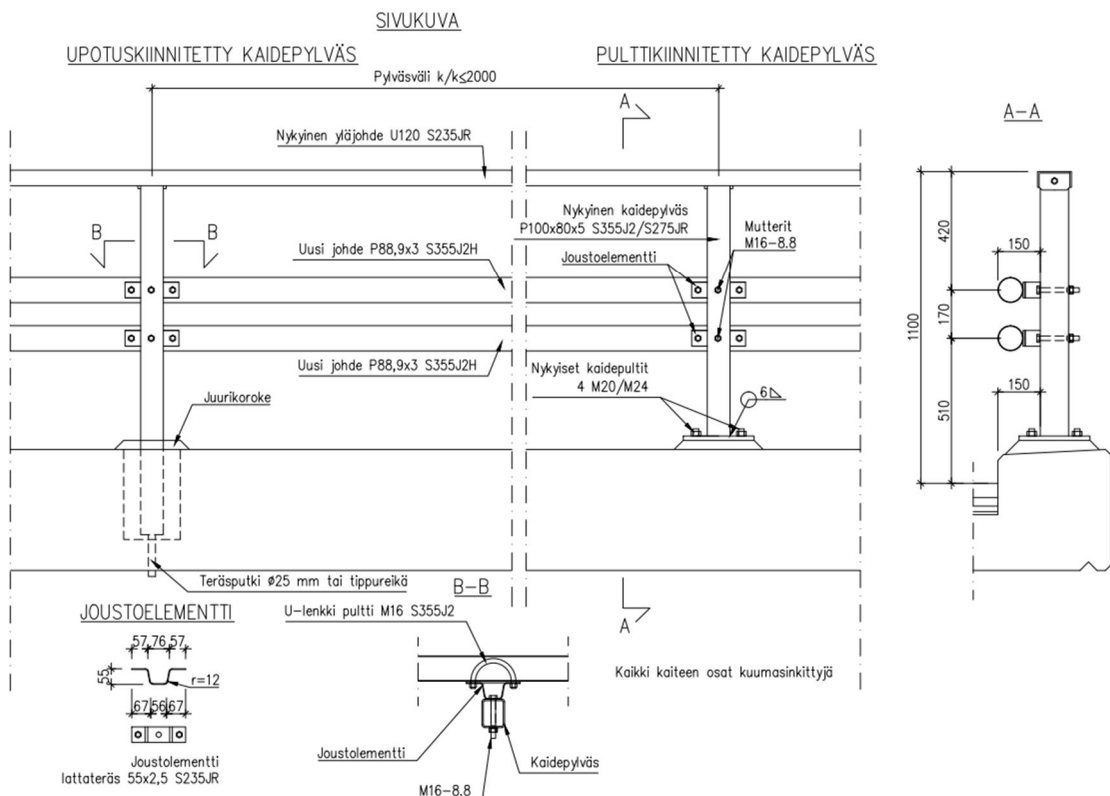 SIVUKUVA
UPOTUSKIINNITETTY KAIDEPYLVÄS
PULTTIKIINNITETTY KAIDEPYLVÄS
Pylväsväli k/k≤2000
A
A-A
Nykyinen yläjohde U120 S235JR
Nykyinen kaidepylväs
P100x80x5 S355J2/S275JR
Mutterit
M16-8.8
B
B
Uusi johde P88,9x3 S355J2H
Joustoelementti
150
420
170
1100
Uusi johde P88,9x3 S355J2H
Nykyiset kaidepultit
4 M20/M24
6
150
510
Juurikoroke
Teräsputki ø25 mm tai tippureikä
B-B
A
JOUSTOELEMENTTI
U-lenkki pultti M16 S355J2
57 76 57
55
r=12
67 56 67
Kaikki kaiteen osat kuumasinkittyjä
Joustolementti
lattateräs 55x2,5 S235JR
Joustolementti
Kaidepylväs
M16-8.8